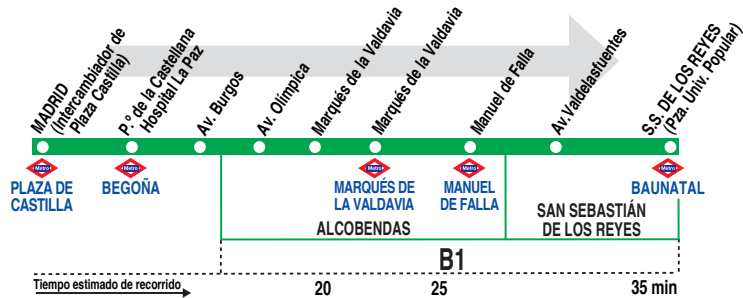 MADRID
(Intercambiador de
Plaza Castilla)
P.º de la Castellana
Hospital La Paz
Av. Burgos
Av. Olímpica
Marqués de la Valdavia
Marqués de la Valdavia
Manuel de Falla
Av.Valdelasfuentes
S.S. DE LOS REYES
(Pza. Univ. Popular)
Metro
Metro
Metro
Metro
Metro
PLAZA DE
CASTILLA
BEGOÑA
MARQUÉS DE
LA VALDAVIA
MANUEL
DE FALLA
BAUNATAL
ALCOBENDAS
SAN SEBASTIÁN
DE LOS REYES
B1
Tiempo estimado de recorrido
20
25
35 min